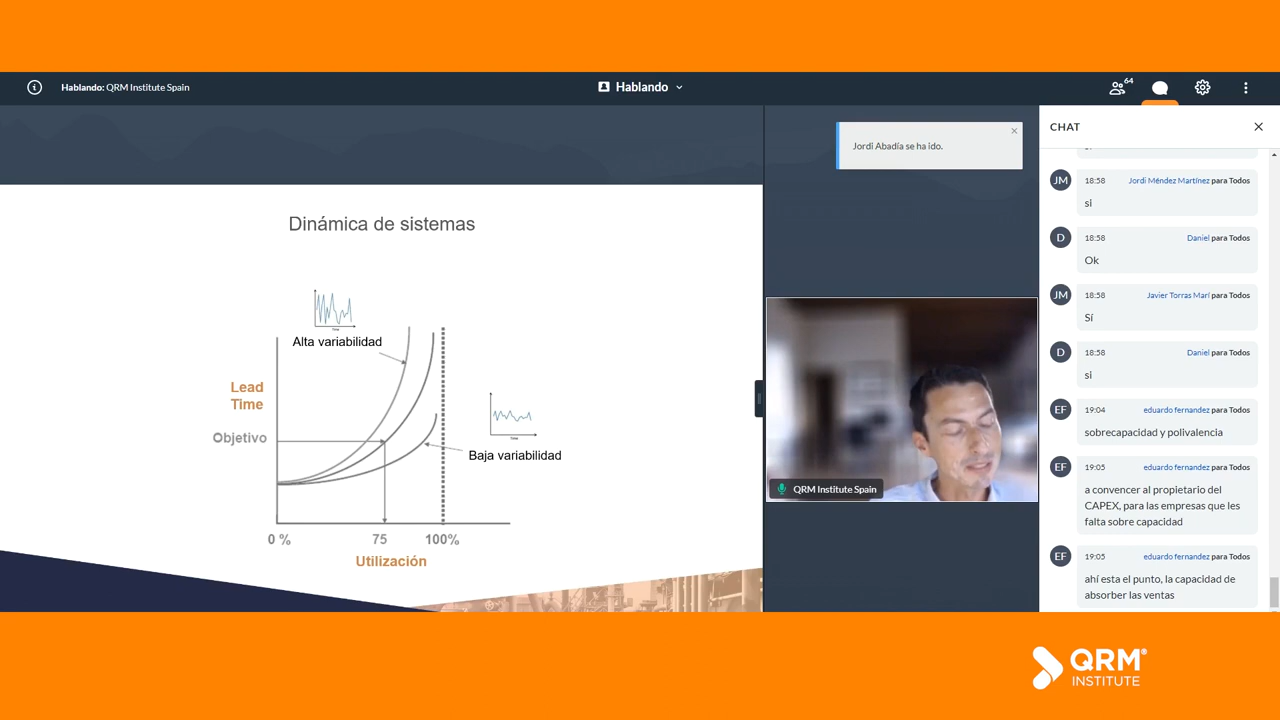 Hablando: QRM Institute Spain
Hablando
64
Jordi Abadía se ha ido.
Dinámica de sistemas
Time
Alta variabilidad
Lead
Time
Objetivo
Time
Baja variabilidad
0 %
75
100%
Utilización
QRM Institute Spain
CHAT
JM
18:58
Jordi Méndez Martínez para Todos
si
D
18:58
Daniel para Todos
Ok
JM
18:58
Javier Torras Marí para Todos
Sí
D
18:58
Daniel para Todos
si
EF
19:04
eduardo fernandez para Todos
sobrecapacidad y polivalencia
EF
19:05
eduardo fernandez para Todos
a convencer al propietario del
CAPEX, para las empresas que les
falta sobre capacidad
EF
19:05
eduardo fernandez para Todos
ahí esta el punto, la capacidad de
absorber las ventas
QRM®
INSTITUTE